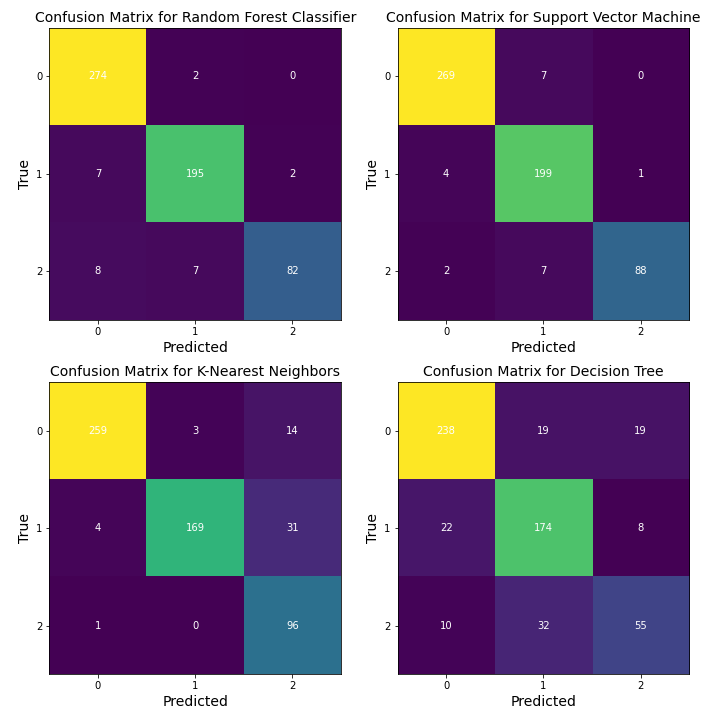 Confusion Matrix for Random Forest Classifier
0 274 2 0
1 7 195 2
2 8 7 82
True
0 1 2
Predicted
Confusion Matrix for Support Vector Machine
0 269 7 0
1 4 199 1
2 2 7 88
True
0 1 2
Predicted
Confusion Matrix for K-Nearest Neighbors
0 259 3 14
1 4 169 31
2 1 0 96
True
0 1 2
Predicted
Confusion Matrix for Decision Tree
0 238 19 19
1 22 174 8
2 10 32 55
True
0 1 2
Predicted